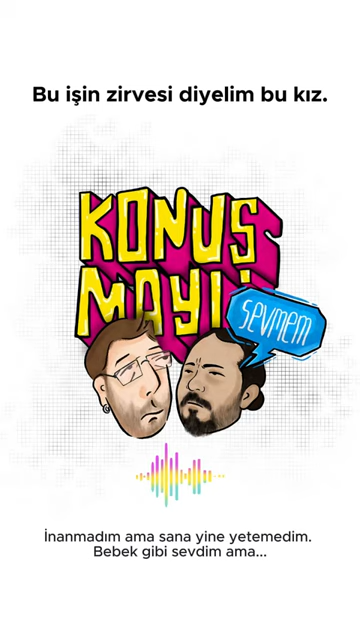 Bu işin zirvesi diyelim bu kız.
KONUŞ
MAYI
sevmem
İnanmadım ama sana yine yetemedim.
Bebek gibi sevdim ama...